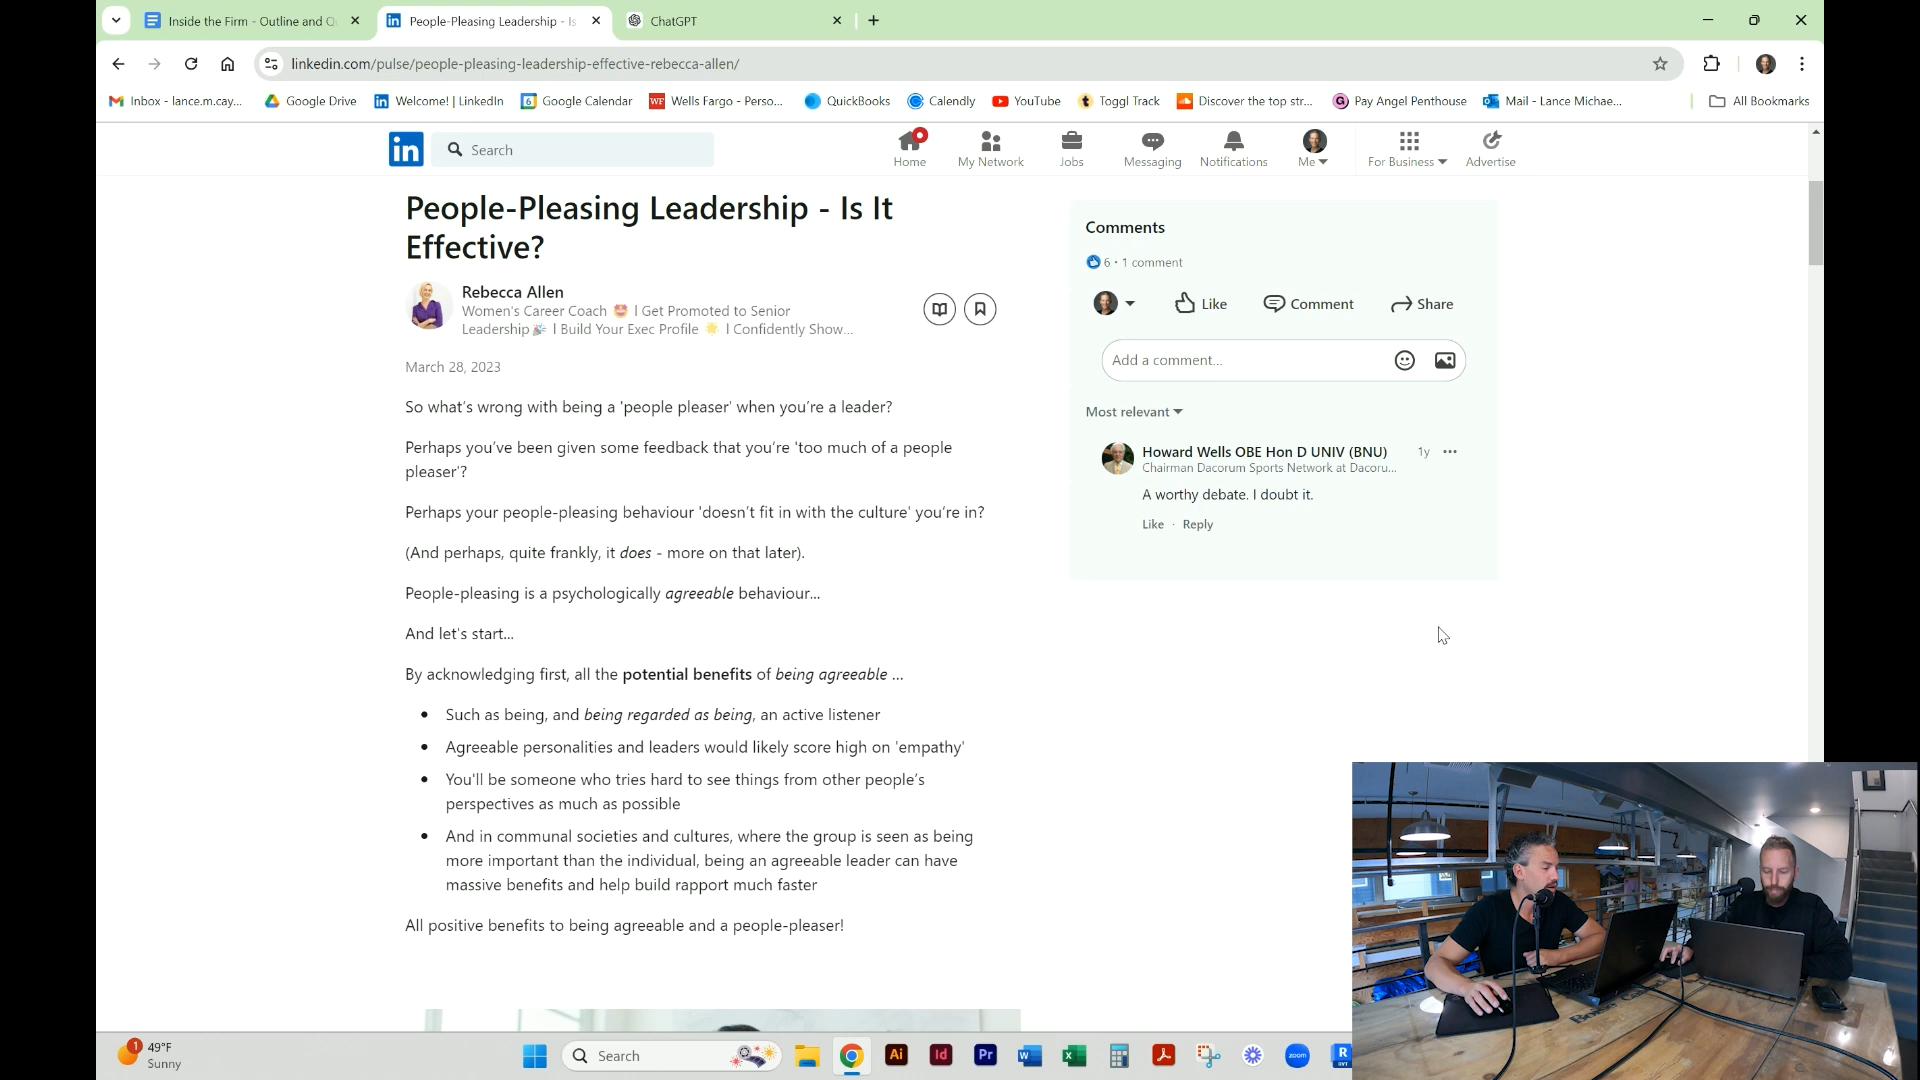 Inside the Firm - Outline and Q
People-Pleasing Leadership - Is
ChatGPT
linkedin.com/pulse/people-pleasing-leadership-effective-rebecca-allen/
Inbox - lance.m.cay...
Google Drive
Welcome! | LinkedIn
Google Calendar
Wells Fargo - Perso...
QuickBooks
Calendly
YouTube
Toggl Track
Discover the top str...
Pay Angel Penthouse
Mail - Lance Michae...
All Bookmarks
in
Search
Home
My Network
Jobs
Messaging
Notifications
Me
For Business
Advertise
People-Pleasing Leadership - Is It
Effective?
Rebecca Allen
Women's Career Coach 🤩 | Get Promoted to Senior
Leadership 🎉 | Build Your Exec Profile 🌟 | Confidently Show...
March 28, 2023
So what's wrong with being a 'people pleaser' when you're a leader?
Perhaps you've been given some feedback that you're 'too much of a people
pleaser'?
Perhaps your people-pleasing behaviour 'doesn't fit in with the culture' you're in?
(And perhaps, quite frankly, it does - more on that later).
People-pleasing is a psychologically agreeable behaviour...
And let's start...
By acknowledging first, all the potential benefits of being agreeable ...
• Such as being, and being regarded as being, an active listener
• Agreeable personalities and leaders would likely score high on 'empathy'
• You'll be someone who tries hard to see things from other people's
perspectives as much as possible
• And in communal societies and cultures, where the group is seen as being
more important than the individual, being an agreeable leader can have
massive benefits and help build rapport much faster
All positive benefits to being agreeable and a people-pleaser!
Comments
6 · 1 comment
Like
Comment
Share
Add a comment...
Most relevant
Howard Wells OBE Hon D UNIV (BNU)
1y
Chairman Dacorum Sports Network at Dacoru...
A worthy debate. I doubt it.
Like · Reply
1
49°F
Sunny
Search
Ai
Id
Pr
zoom
R